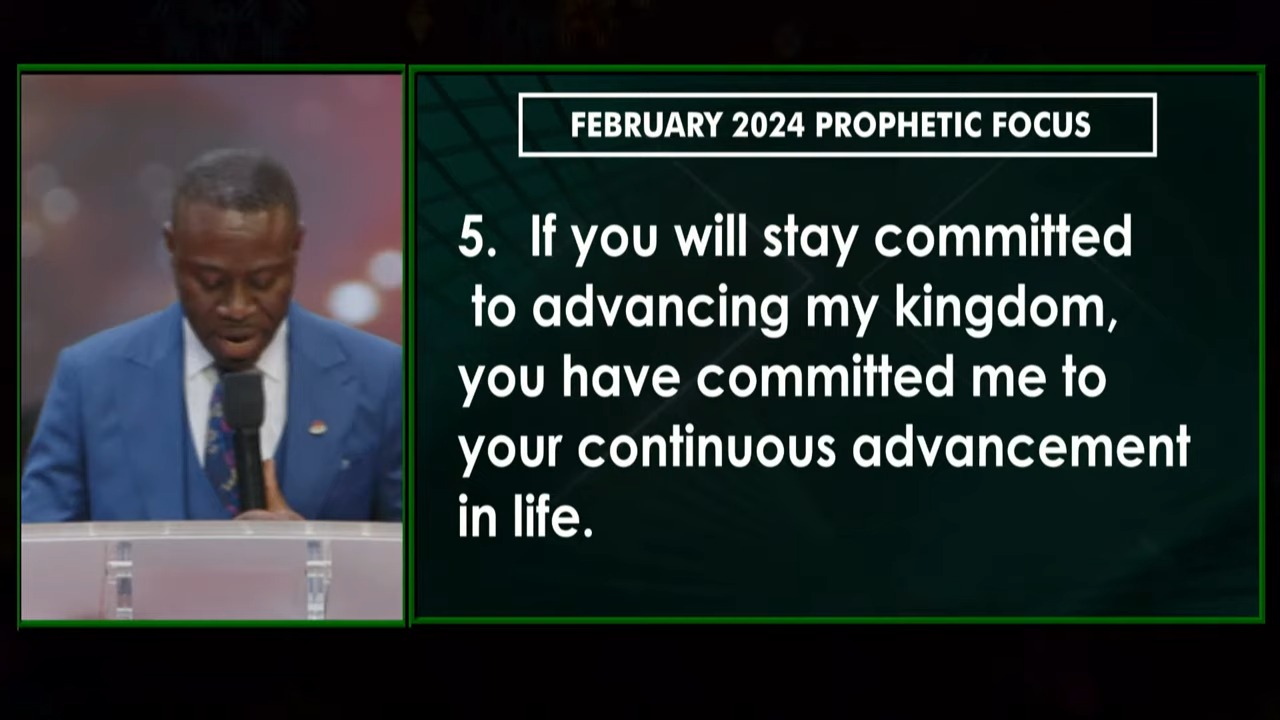 FEBRUARY 2024 PROPHETIC FOCUS
5. If you will stay committed
to advancing my kingdom,
you have committed me to
your continuous advancement
in life.